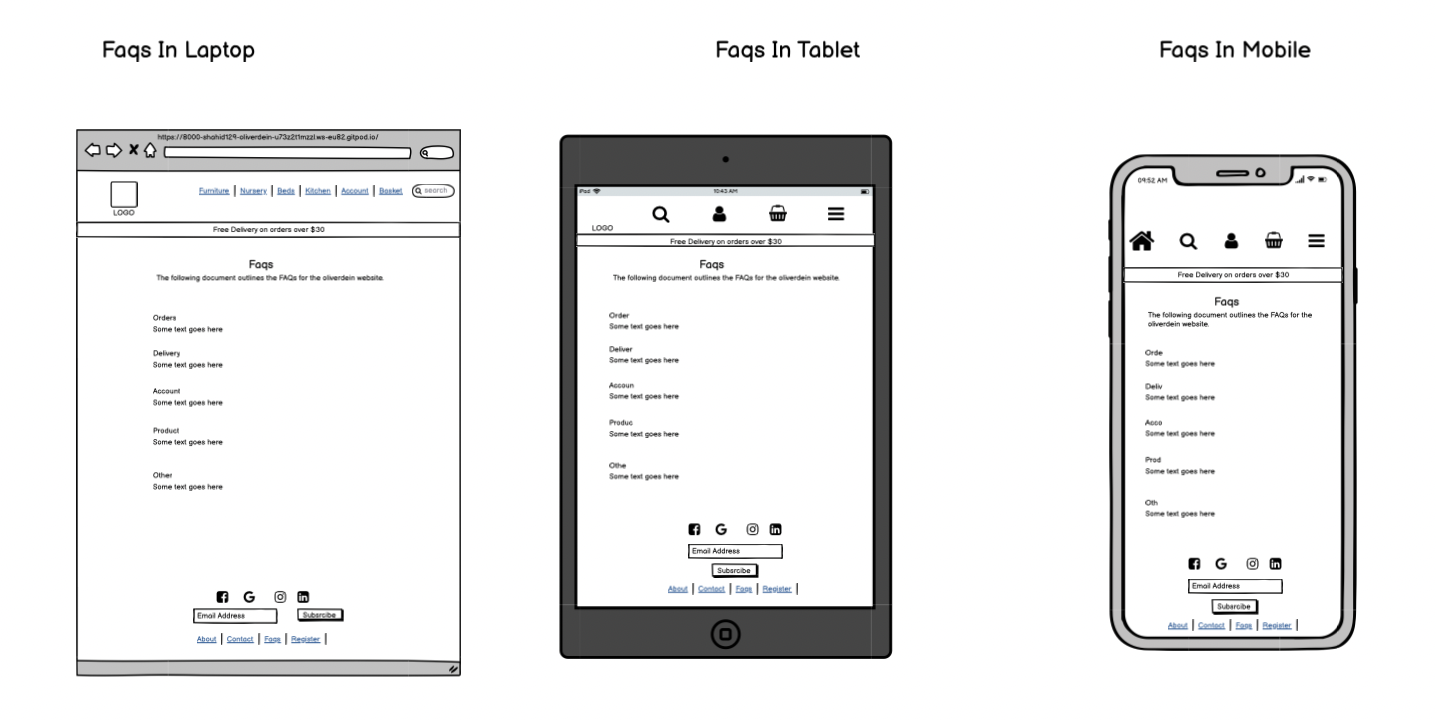 Faqs In Laptop
https://8000-shahid129-oliverdein-u73z2t1mzzl.ws-eu82.gitpod.io/
LOGO
Furniture Nursery Beds Kitchen Account Basket search
Free Delivery on orders over $30
Faqs
The following document outlines the FAQs for the oliverdein website.
Orders
Some text goes here
Delivery
Some text goes here
Account
Some text goes here
Product
Some text goes here
Other
Some text goes here
Email Address Subsrcibe
About Contact Faqs Register
Faqs In Tablet
iPad 10:43 AM
LOGO
Free Delivery on orders over $30
Faqs
The following document outlines the FAQs for the oliverdein website.
Order
Some text goes here
Deliver
Some text goes here
Accoun
Some text goes here
Produc
Some text goes here
Othe
Some text goes here
Email Address
Subsrcibe
About Contact Faqs Register
Faqs In Mobile
09:52 AM
Free Delivery on orders over $30
Faqs
The following document outlines the FAQs for the
oliverdein website.
Orde
Some text goes here
Deliv
Some text goes here
Acco
Some text goes here
Prod
Some text goes here
Oth
Some text goes here
Email Address
Subsrcibe
About Contact Faqs Register